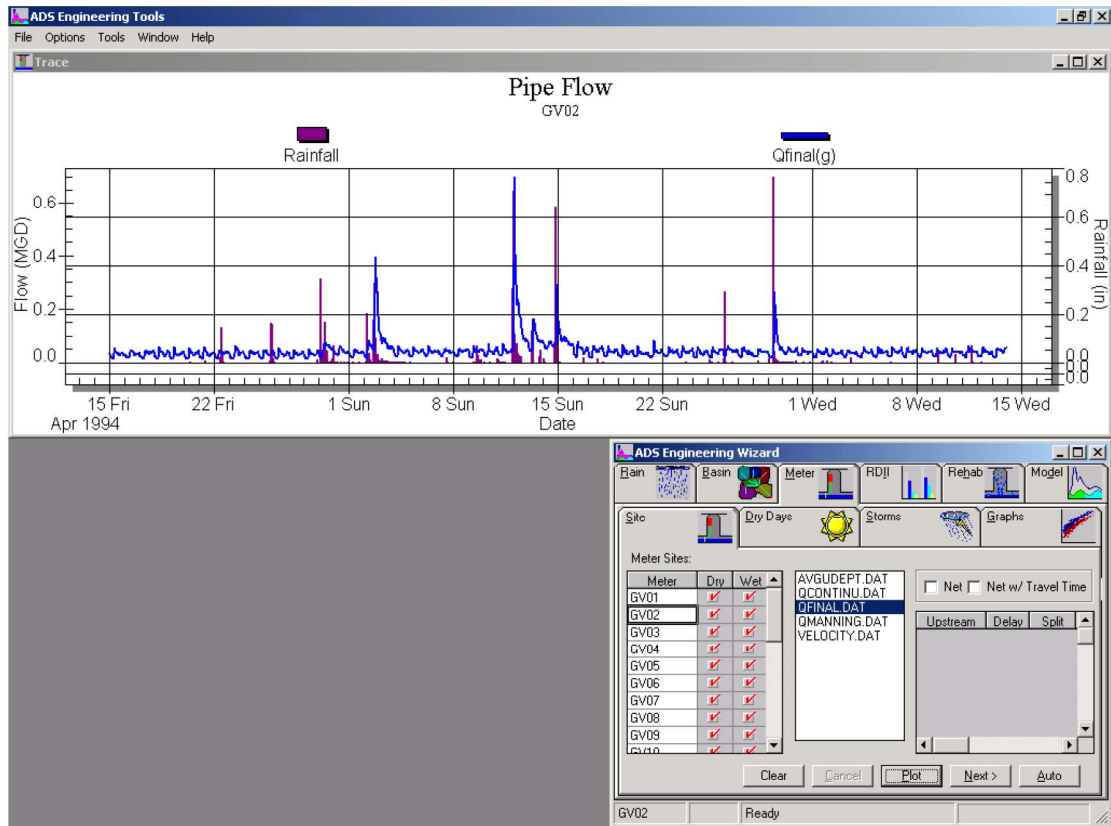 ADS Engineering Tools
File Options Tools Window Help
Trace
Pipe Flow
GV02
Rainfall
Qfinal(g)
Flow (MGD)
0.6
0.4
0.2
0.0
0.8
0.6
0.4
0.2
0.0
0.0
0.0
Rainfall (in)
15 Fri 22 Fri 1 Sun 8 Sun 15 Sun 22 Sun 1 Wed 8 Wed 15 Wed
Apr 1994
Date
ADS Engineering Wizard
Rain Basin Meter RDII Rehab Model
Site Dry Days Storms Graphs
Meter Sites:
Meter Dry Wet
GV01
GV02
GV03
GV04
GV05
GV06
GV07
GV08
GV09
GV10
AVGUDEPT.DAT
QCONTINU.DAT
QFINAL.DAT
QMANNING.DAT
VELOCITY.DAT
Net Net w/ Travel Time
Upstream Delay Split
Clear Cancel Plot Next > Auto
GV02 Ready